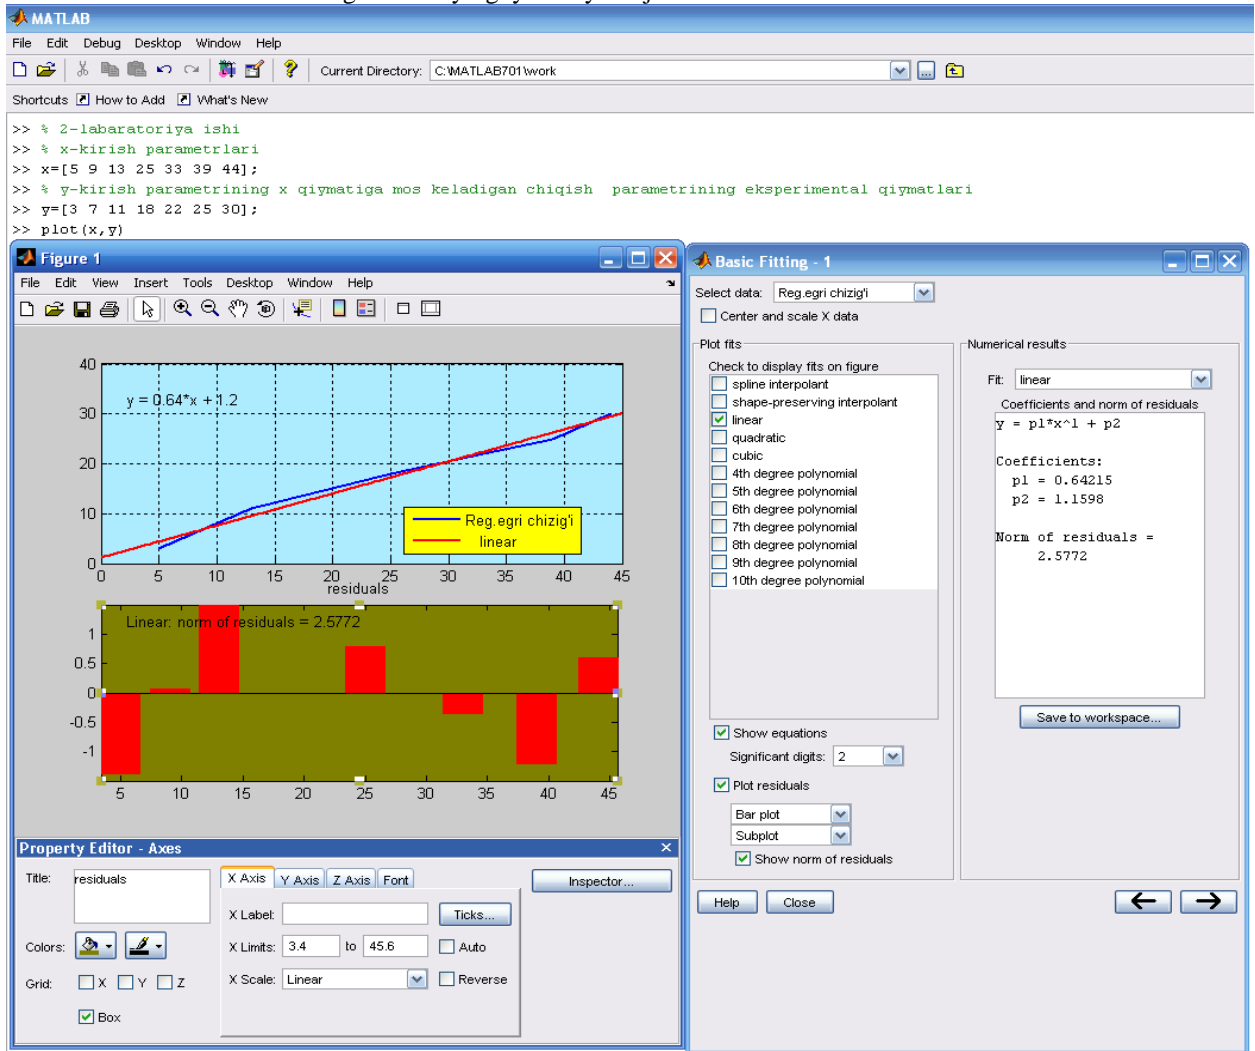 MATLAB
File Edit Debug Desktop Window Help
Current Directory: C:\MATLAB701\work
Shortcuts How to Add What's New
>> % 2-labaratoriya ishi
>> % x-kirish parametrlari
>> x=[5 9 13 25 33 39 44];
>> % y-kirish parametrining x qiymatiga mos keladigan chiqish parametrining eksperimental qiymatlari
>> y=[3 7 11 18 22 25 30];
>> plot(x,y)
Figure 1
File Edit View Insert Tools Desktop Window Help
40
30
20
10
0
y = 0.64*x + 1.2
Reg.egri chizig'i
linear
0 5 10 15 20 25 30 35 40 45
residuals
Linear: norm of residuals = 2.5772
1
0.5
0
-0.5
-1
5 10 15 20 25 30 35 40 45
Property Editor - Axes
Title: residuals
Colors:
Grid: X Y Z
Box
X Axis Y Axis Z Axis Font
X Label: Ticks...
X Limits: 3.4 to 45.6 Auto
X Scale: Linear Reverse
Inspector...
Basic Fitting - 1
Select data: Reg.egri chizig'i
Center and scale X data
Plot fits
Check to display fits on figure
spline interpolant
shape-preserving interpolant
linear
quadratic
cubic
4th degree polynomial
5th degree polynomial
6th degree polynomial
7th degree polynomial
8th degree polynomial
9th degree polynomial
10th degree polynomial
Show equations
Significant digits: 2
Plot residuals
Bar plot
Subplot
Show norm of residuals
Numerical results
Fit: linear
Coefficients and norm of residuals
y = p1*x^1 + p2
Coefficients:
p1 = 0.64215
p2 = 1.1598
Norm of residuals =
2.5772
Save to workspace...
Help Close